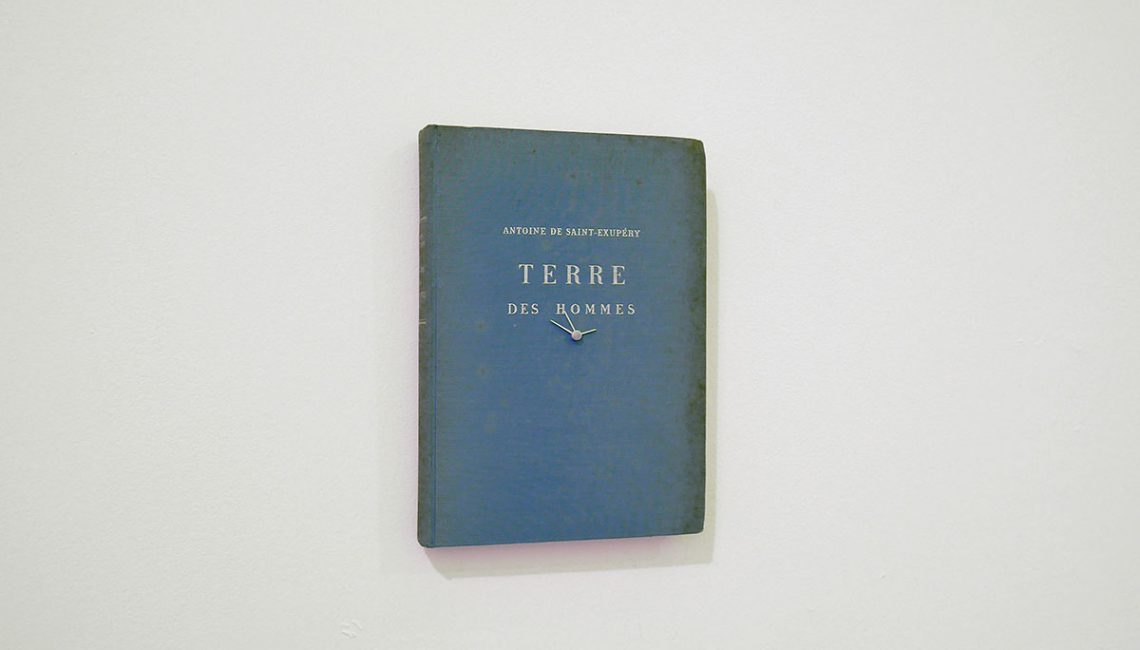 ANTOINE DE SAINT-EXUPÉRY
TERRE
DES HOMMES